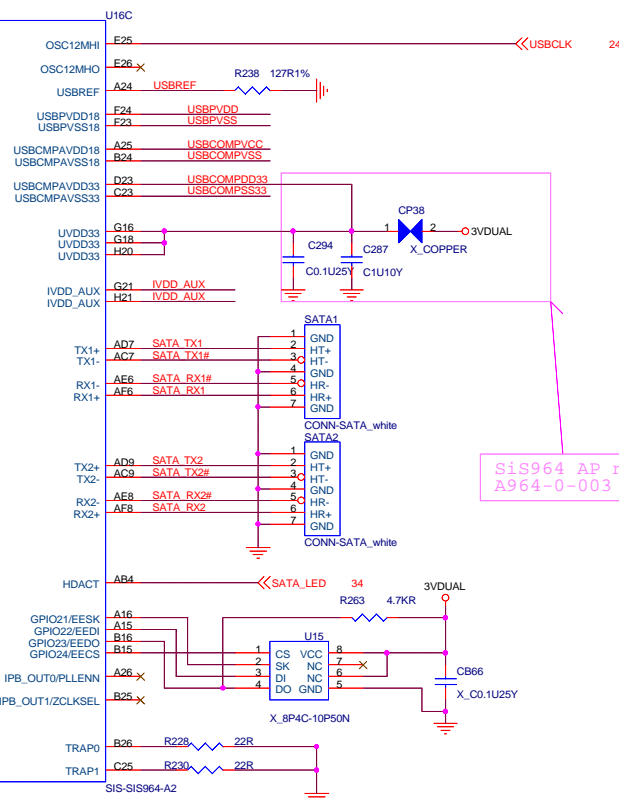 U16C
OSC12MHI E25 USBCLK 24
OSC12MHO E26
USBREF A24 USBREF R238 127R1%
USBPVDD18 F24 USBPVDD
USBPVSS18 F23 USBPVSS
USBCMPAVDD18 A25 USBCOMPVCC
USBCMPAVSS18 B24 USBCOMPVSS
USBCMPAVDD33 D23 USBCOMPDD33
USBCMPAVSS33 C23 USBCOMPSS33
CP38
UVDD33 G16 1 2 3VDUAL
UVDD33 G18 C294 C287 X_COPPER
UVDD33 H20
C0.1U25Y C1U10Y
IVDD_AUX G21 IVDD_AUX
IVDD_AUX H21 IVDD_AUX
SATA1
1 GND
TX1+ AD7 SATA_TX1 2 HT+
TX1- AC7 SATA_TX1# 3 HT-
4 GND
RX1- AE6 SATA_RX1# 5 HR-
RX1+ AF6 SATA_RX1 6 HR+
7 GND
CONN-SATA_white
SATA2
1 GND
TX2+ AD9 SATA_TX2 2 HT+
TX2- AC9 SATA_TX2# 3 HT-
4 GND
RX2- AE8 SATA_RX2# 5 HR-
RX2+ AF8 SATA_RX2 6 HR+
7 GND
CONN-SATA_white
SiS964 AP
A964-0-003
HDACT AB4 SATA_LED 34
3VDUAL
R263 4.7KR
GPIO21/EESK A16
GPIO22/EEDI A15
GPIO23/EEDO B16
GPIO24/EECS B15
U15
1 CS VCC 8
2 SK NC 7
3 DI NC 6
4 DO GND 5
X_8P4C-10P50N
CB66
X_C0.1U25Y
IPB_OUT0/PLLENN A26
IPB_OUT1/ZCLKSEL B25
TRAP0 B26 R228 22R
TRAP1 C25 R230 22R
SIS-SIS964-A2